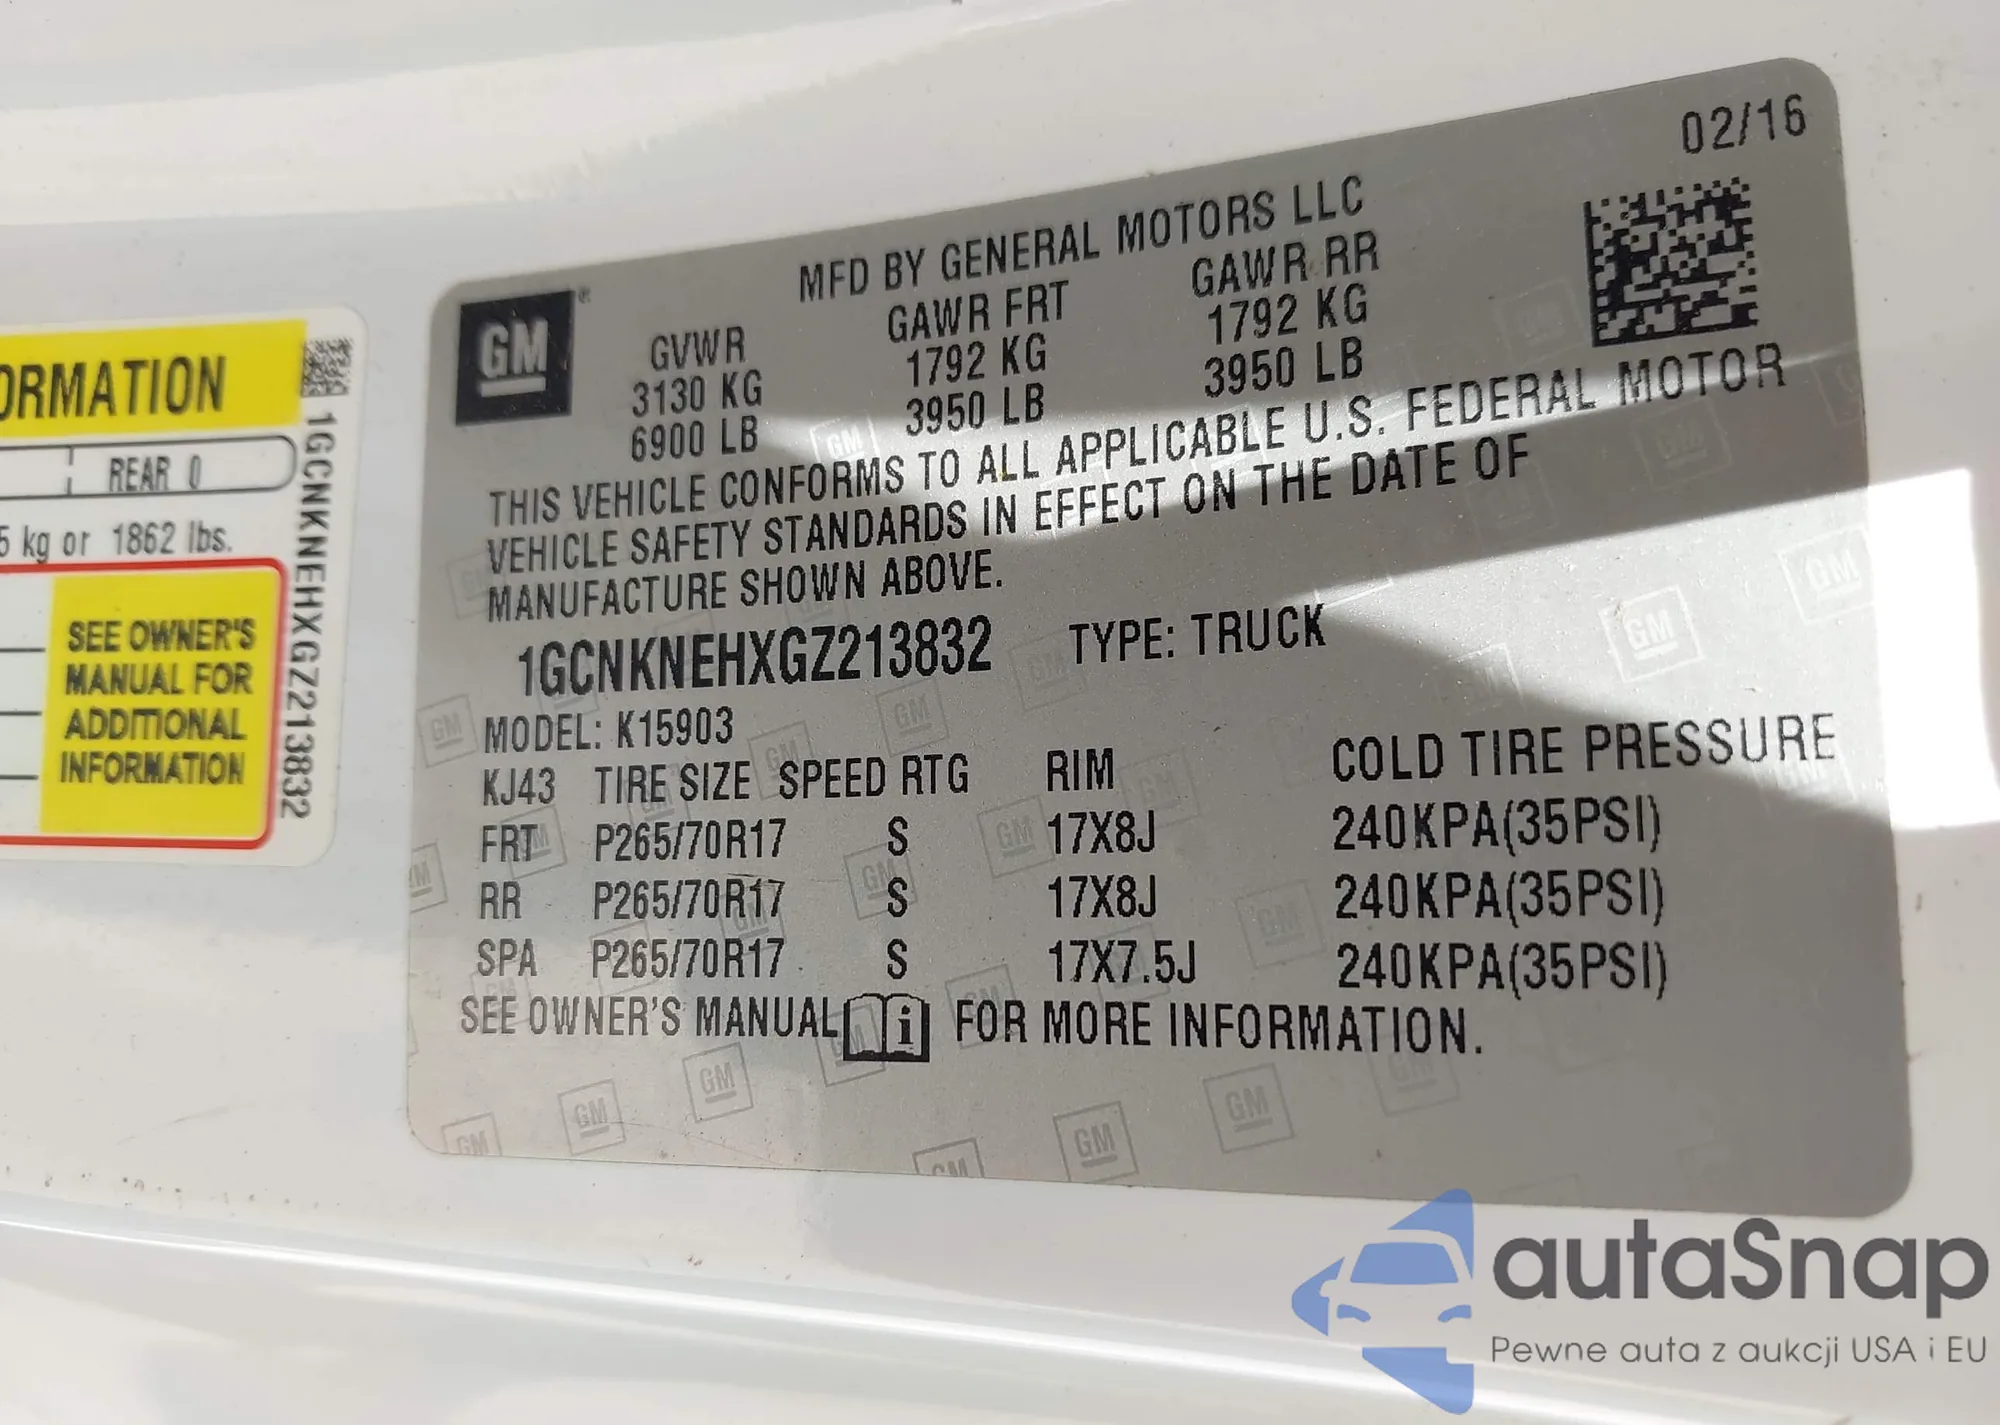 ORMATION
REAR 0
5 kg or 1862 lbs.
SEE OWNER'S
MANUAL FOR
ADDITIONAL
INFORMATION
1GCNKNEHXGZ213832
02/16
MFD BY GENERAL MOTORS LLC
GM®
GVWR GAWR FRT GAWR RR
3130 KG 1792 KG 1792 KG
6900 LB 3950 LB 3950 LB
THIS VEHICLE CONFORMS TO ALL APPLICABLE U.S. FEDERAL MOTOR
VEHICLE SAFETY STANDARDS IN EFFECT ON THE DATE OF
MANUFACTURE SHOWN ABOVE.
1GCNKNEHXGZ213832 TYPE: TRUCK
MODEL: K15903
KJ43 TIRE SIZE SPEED RTG RIM COLD TIRE PRESSURE
FRT P265/70R17 S 17X8J 240KPA(35PSI)
RR P265/70R17 S 17X8J 240KPA(35PSI)
SPA P265/70R17 S 17X7.5J 240KPA(35PSI)
SEE OWNER'S MANUAL i FOR MORE INFORMATION.
autaSnap
Pewne auta z aukcji USA i EU